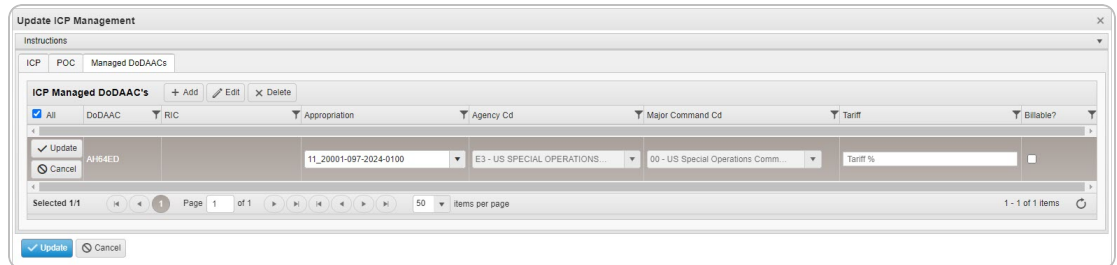 Update ICP Management
Instructions
ICP POC Managed DoDAACs
ICP Managed DoDAAC's + Add Edit Delete
All DoDAAC RIC Appropriation Agency Cd Major Command Cd Tariff Billable?
Update
AH64ED 11_20001-097-2024-0100 E3 - US SPECIAL OPERATIONS... 00 - US Special Operations Comm... Tariff %
Cancel
Selected 1/1 1 Page 1 of 1 50 items per page 1 - 1 of 1 items
Update Cancel